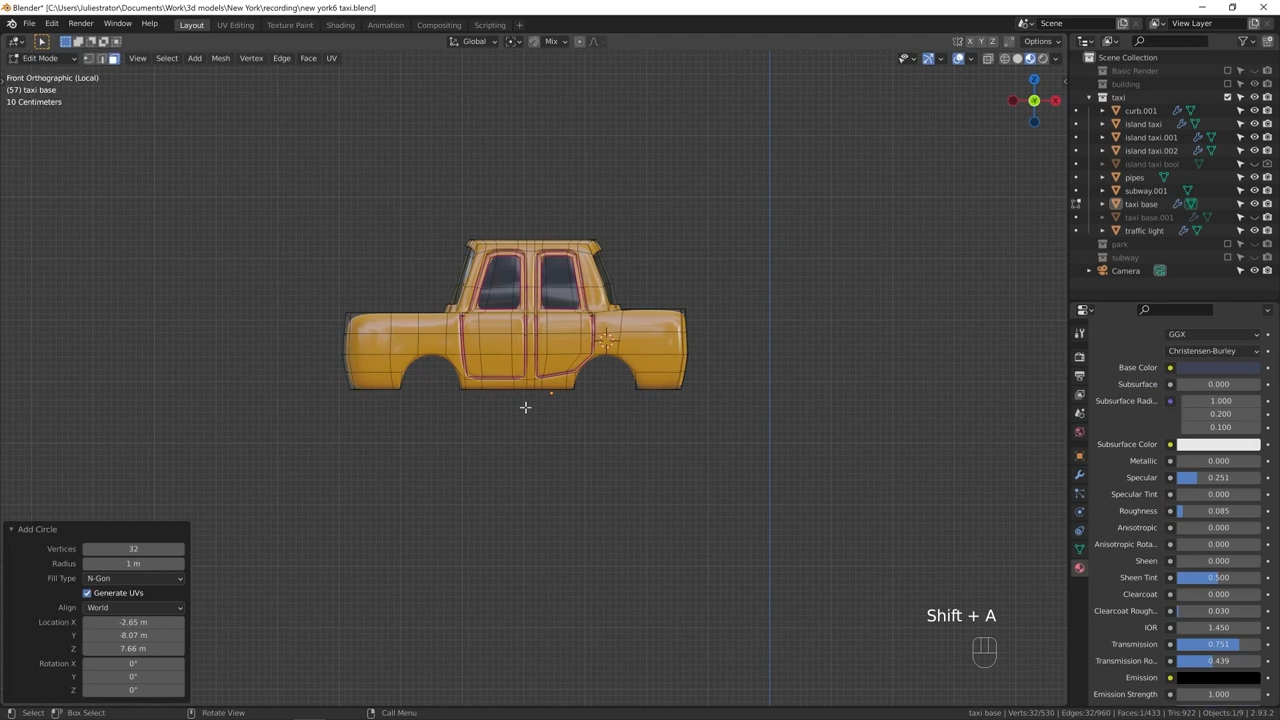 Blender* [C:\Users\Juliestrator\Documents\Work\3d models\New York\recording\new york6 taxi.blend]
File Edit Render Window Help Layout UV Editing Texture Paint Shading Animation Compositing Scripting Scene View Layer
Global Mix X Y Z Options
Edit Mode View Select Add Mesh Vertex Edge Face UV
Front Orthographic (Local)
(57) taxi base
10 Centimeters
Z
Y
X
Scene Collection
Basic Render
building
taxi
curb.001
island taxi
island taxi.001
island taxi.002
island taxi bool
pipes
subway.001
taxi base
taxi base.001
traffic light
park
subway
Camera
GGX
Christensen-Burley
Base Color
Subsurface 0.000
Subsurface Radi... 1.000
0.200
0.100
Subsurface Color
Metallic 0.000
Specular 0.251
Specular Tint 0.000
Roughness 0.085
Anisotropic 0.000
Anisotropic Rota... 0.000
Sheen 0.000
Sheen Tint 0.500
Clearcoat 0.000
Clearcoat Rough... 0.030
IOR 1.450
Transmission 0.751
Transmission Ro... 0.439
Emission
Emission Strength 1.000
Add Circle
Vertices 32
Radius 1 m
Fill Type N-Gon
Generate UVs
Align World
Location X -2.65 m
Y -8.07 m
Z 7.66 m
Rotation X 0°
Y 0°
Z 0°
Shift + A
Select Box Select Rotate View Call Menu taxi base | Verts:32/530 | Edges:32/960 | Faces:1/433 | Tris:922 | Objects:1/9 | 2.93.2